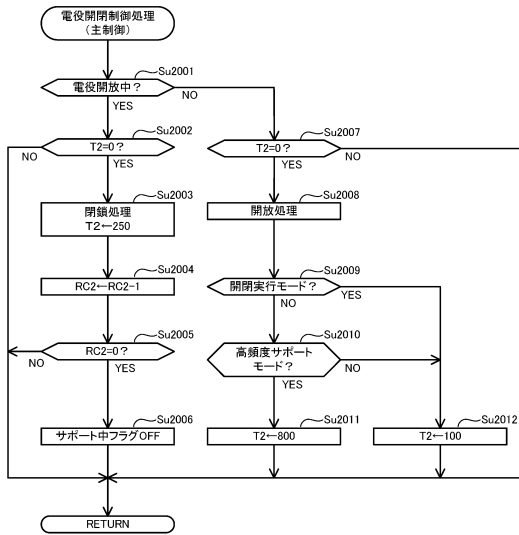 電役開閉制御処理
(主制御)
Su2001
電役開放中?
NO
YES
Su2002
T2=0?
NO
YES
Su2007
T2=0?
NO
YES
Su2003
閉鎖処理
T2←250
Su2008
開放処理
Su2004
RC2←RC2-1
Su2009
開閉実行モード?
YES
NO
Su2005
RC2=0?
NO
YES
Su2010
高頻度サポート
モード?
NO
YES
Su2006
サポート中フラグOFF
Su2011
T2←800
Su2012
T2←100
RETURN